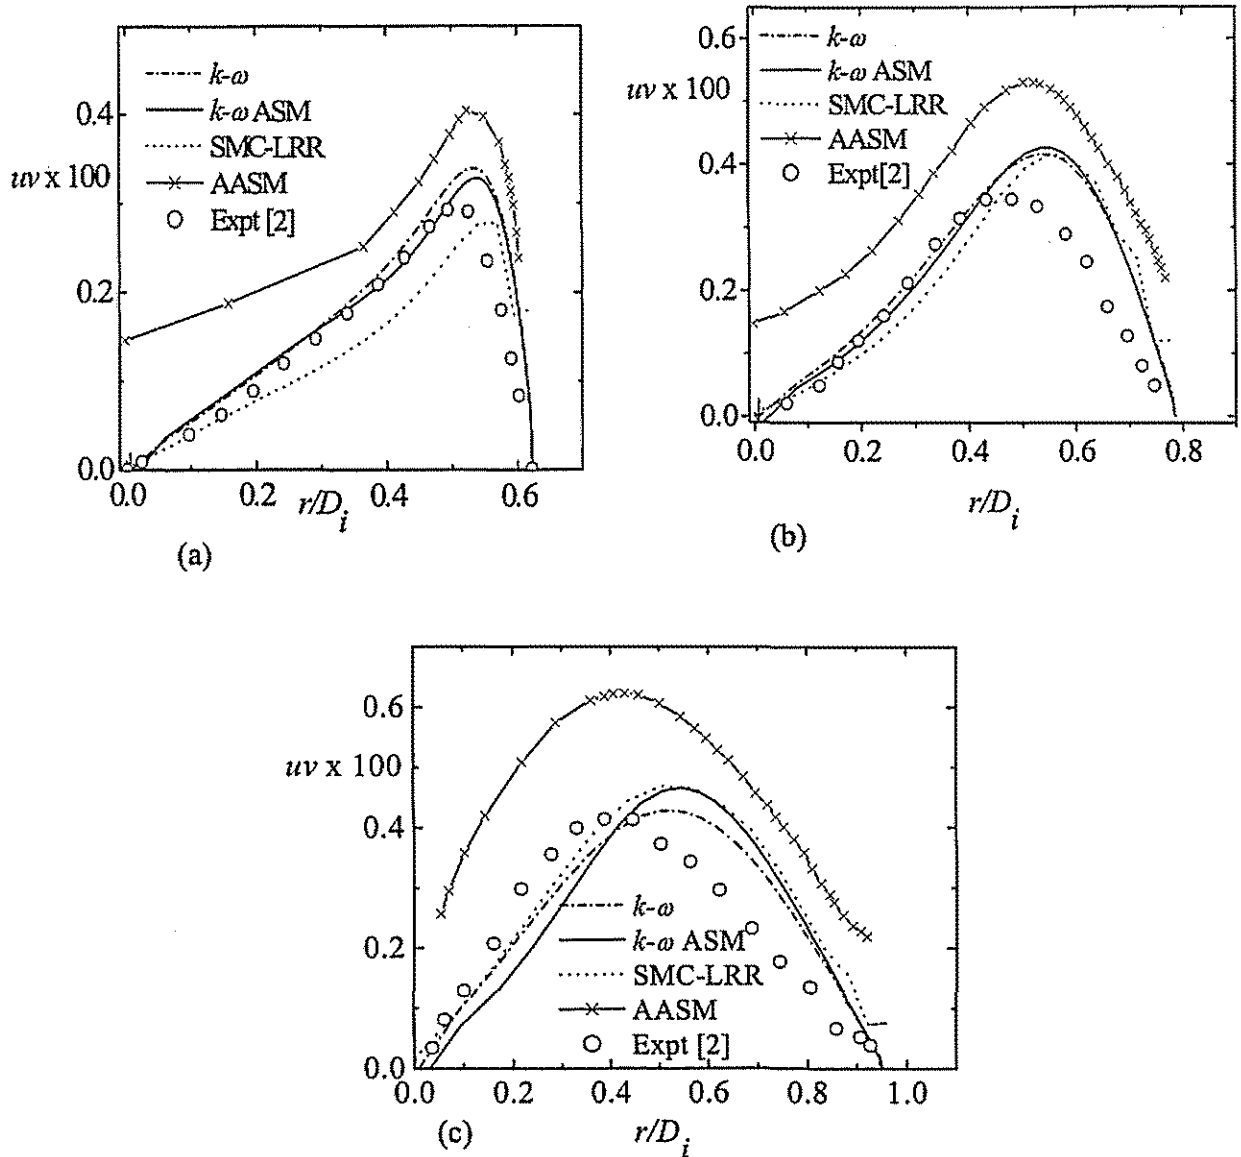 k-ω
k-ω ASM
SMC-LRR
AASM
Expt [2]
uv x 100
0.4
0.2
0.0
0.0 0.2 0.4 0.6
r/D_i
(a)
k-ω
k-ω ASM
SMC-LRR
AASM
Expt[2]
uv x 100
0.6
0.4
0.2
0.0
0.0 0.2 0.4 0.6 0.8
r/D_i
(b)
uv x 100
0.6
0.4
0.2
0.0
k-ω
k-ω ASM
SMC-LRR
AASM
Expt [2]
0.0 0.2 0.4 0.6 0.8 1.0
r/D_i
(c)